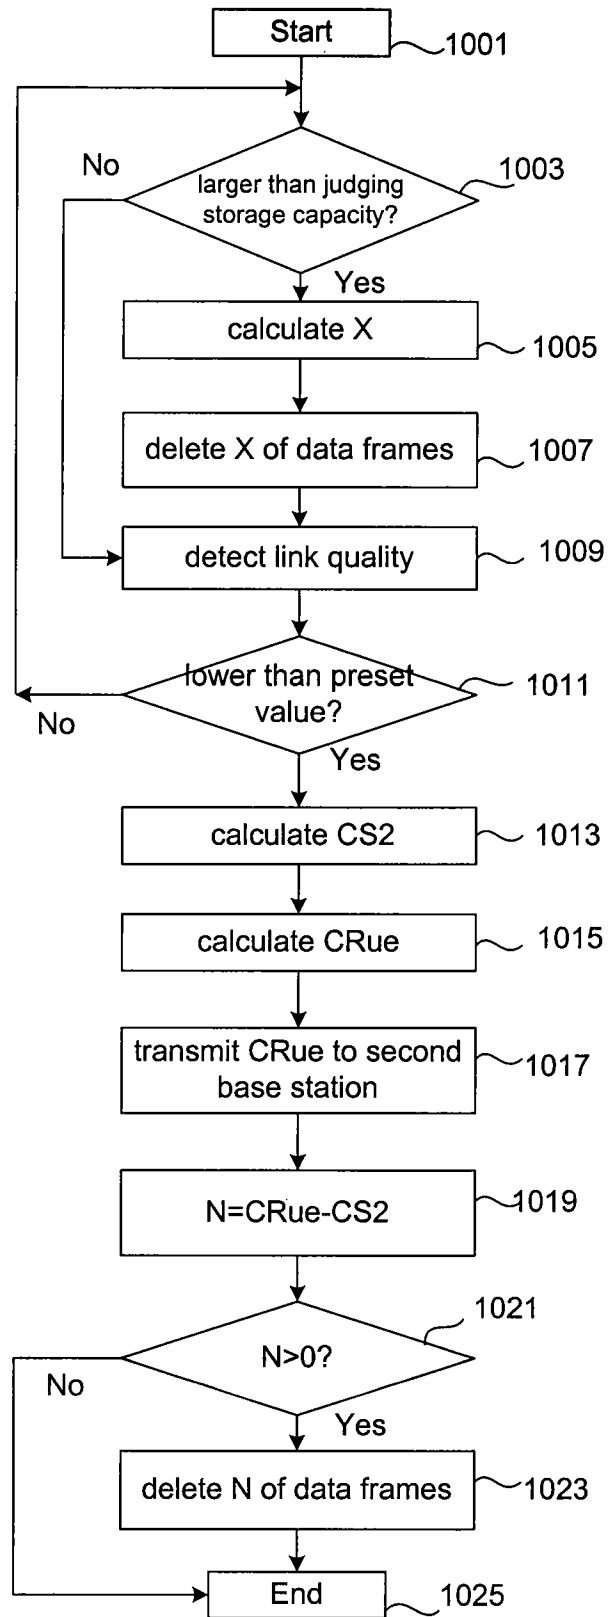 Start
1001
No
larger than judging
storage capacity?
1003
Yes
calculate X
1005
delete X of data frames
1007
detect link quality
1009
lower than preset
value?
1011
No
Yes
calculate CS2
1013
calculate CRue
1015
transmit CRue to second
base station
1017
N=CRue-CS2
1019
N>0?
1021
No
Yes
delete N of data frames
1023
End
1025